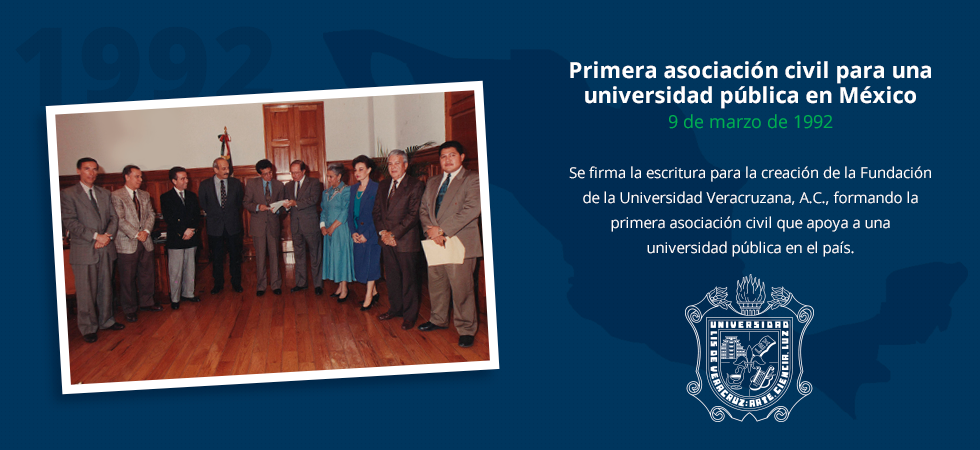 1992
Primera asociación civil para una
universidad pública en México
9 de marzo de 1992
Se firma la escritura para la creación de la Fundación
de la Universidad Veracruzana, A.C., formando la
primera asociación civil que apoya a una
universidad pública en el país.
UNIVERSIDAD
LIS DE VERACRUZ: ARTE, CIENCIA, LUZ